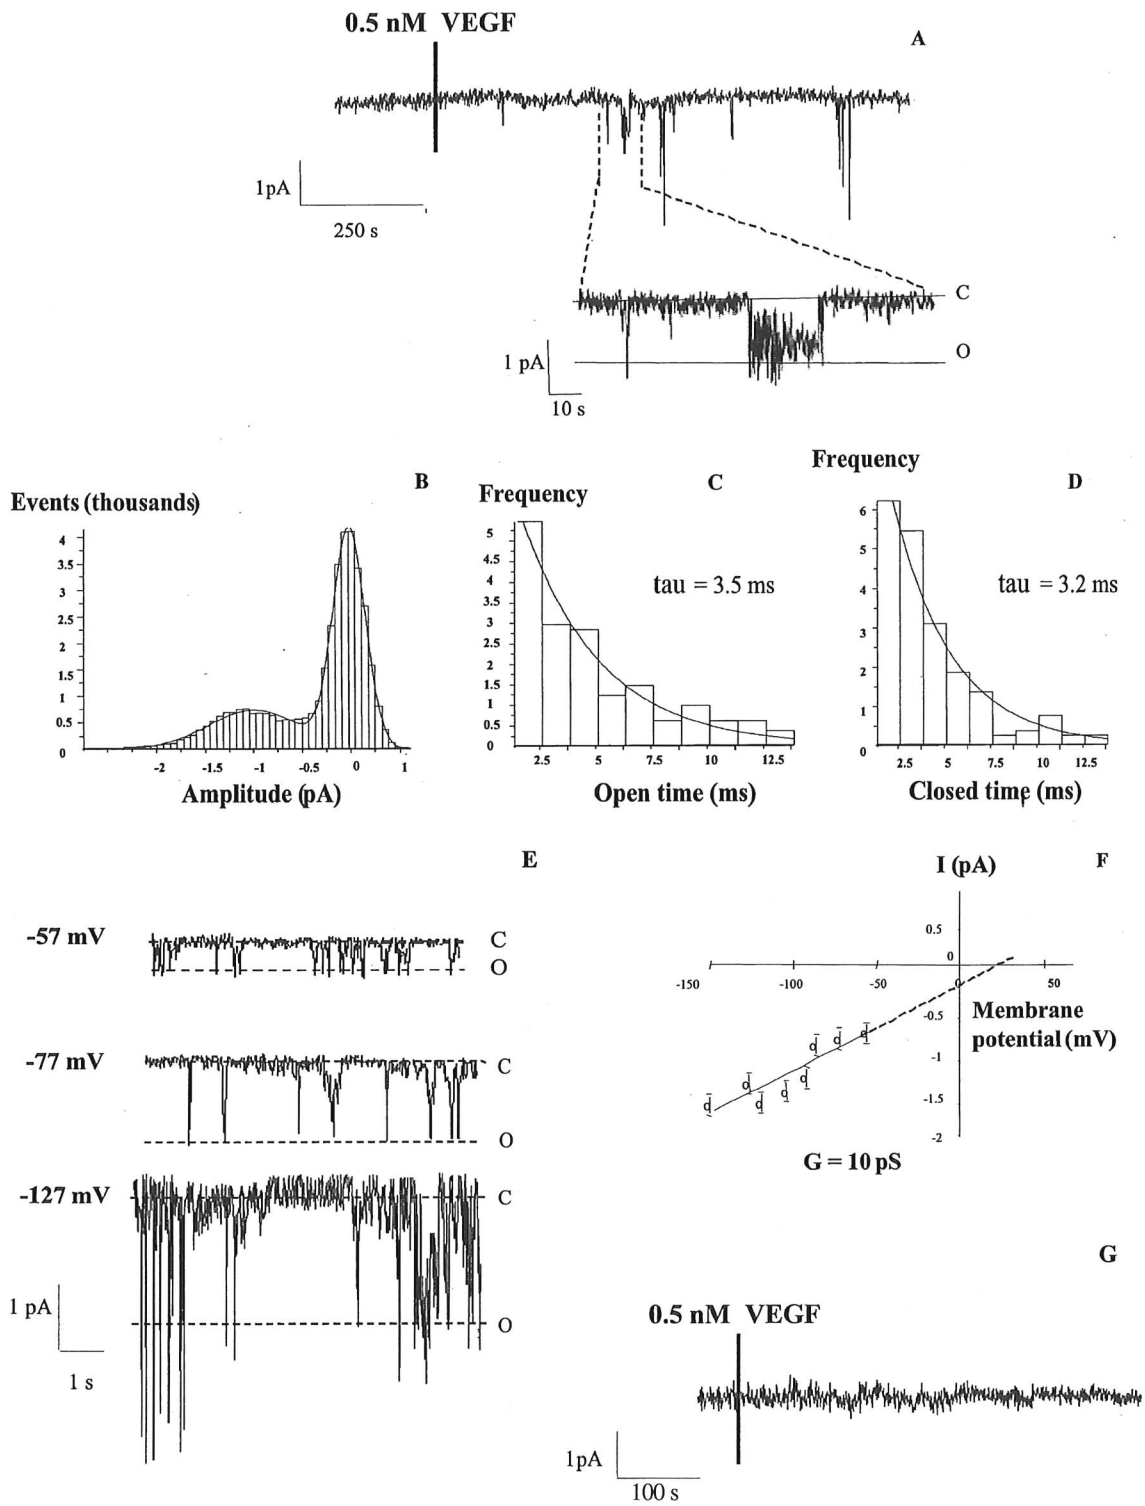 0.5 nM VEGF
A
1pA
250 s
C
O
1 pA
10 s
B
Events (thousands)
4
3.5
3
2.5
2
1.5
1
0.5
0
-2 -1.5 -1 -0.5 0 1
Amplitude (pA)
C
Frequency
5
4.5
4
3.5
3
2.5
2
1.5
1
0.5
0
tau = 3.5 ms
2.5 5 7.5 10 12.5
Open time (ms)
Frequency
D
6
5
4
3
2
1
0
tau = 3.2 ms
2.5 5 7.5 10 12.5
Closed time (ms)
E
-57 mV
C
O
-77 mV
C
O
-127 mV
C
O
1 pA
1 s
F
I (pA)
0.5
0
-150 -100 -50 0 50
-0.5
-1
-1.5
-2
Membrane
potential (mV)
G = 10 pS
G
0.5 nM VEGF
1pA
100 s